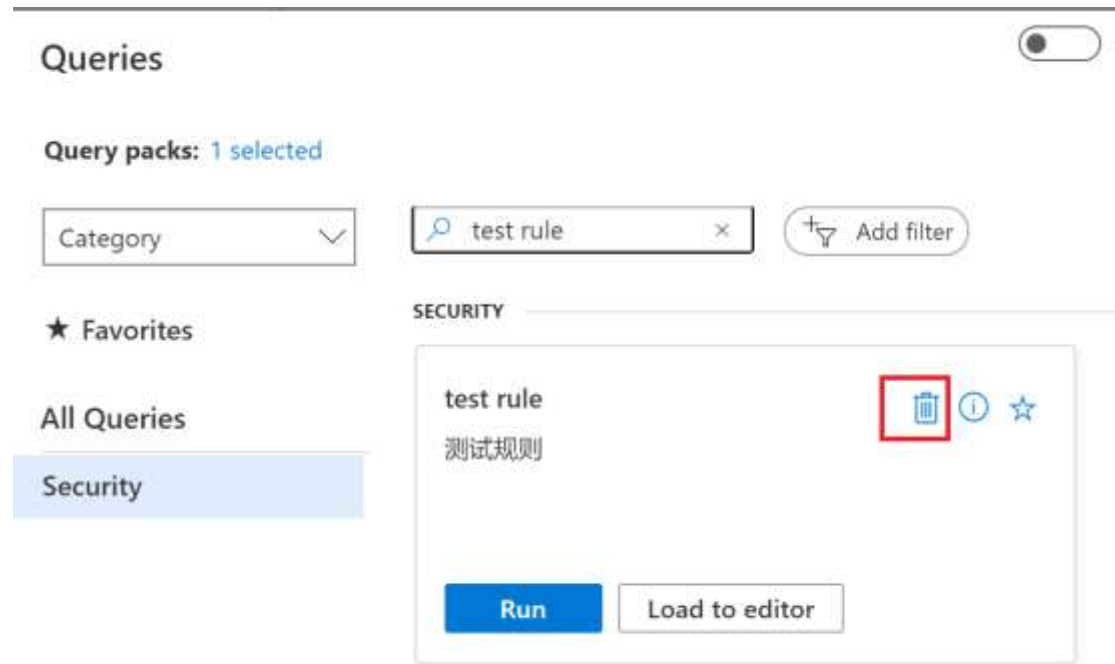 Queries
Query packs: 1 selected
Category
test rule
Add filter
★ Favorites
SECURITY
All Queries
test rule
测试规则
Security
Run
Load to editor